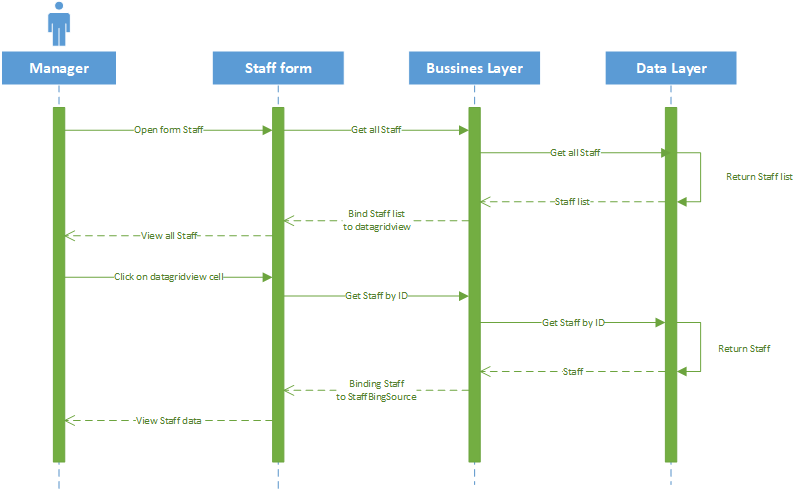 Manager
Staff form
Bussines Layer
Data Layer
Open form Staff
Get all Staff
Get all Staff
Return Staff list
Staff list
Bind Staff list
to datagridview
View all Staff
Click on datagridview cell
Get Staff by ID
Get Staff by ID
Return Staff
Staff
Binding Staff
to StaffBingSource
View Staff data